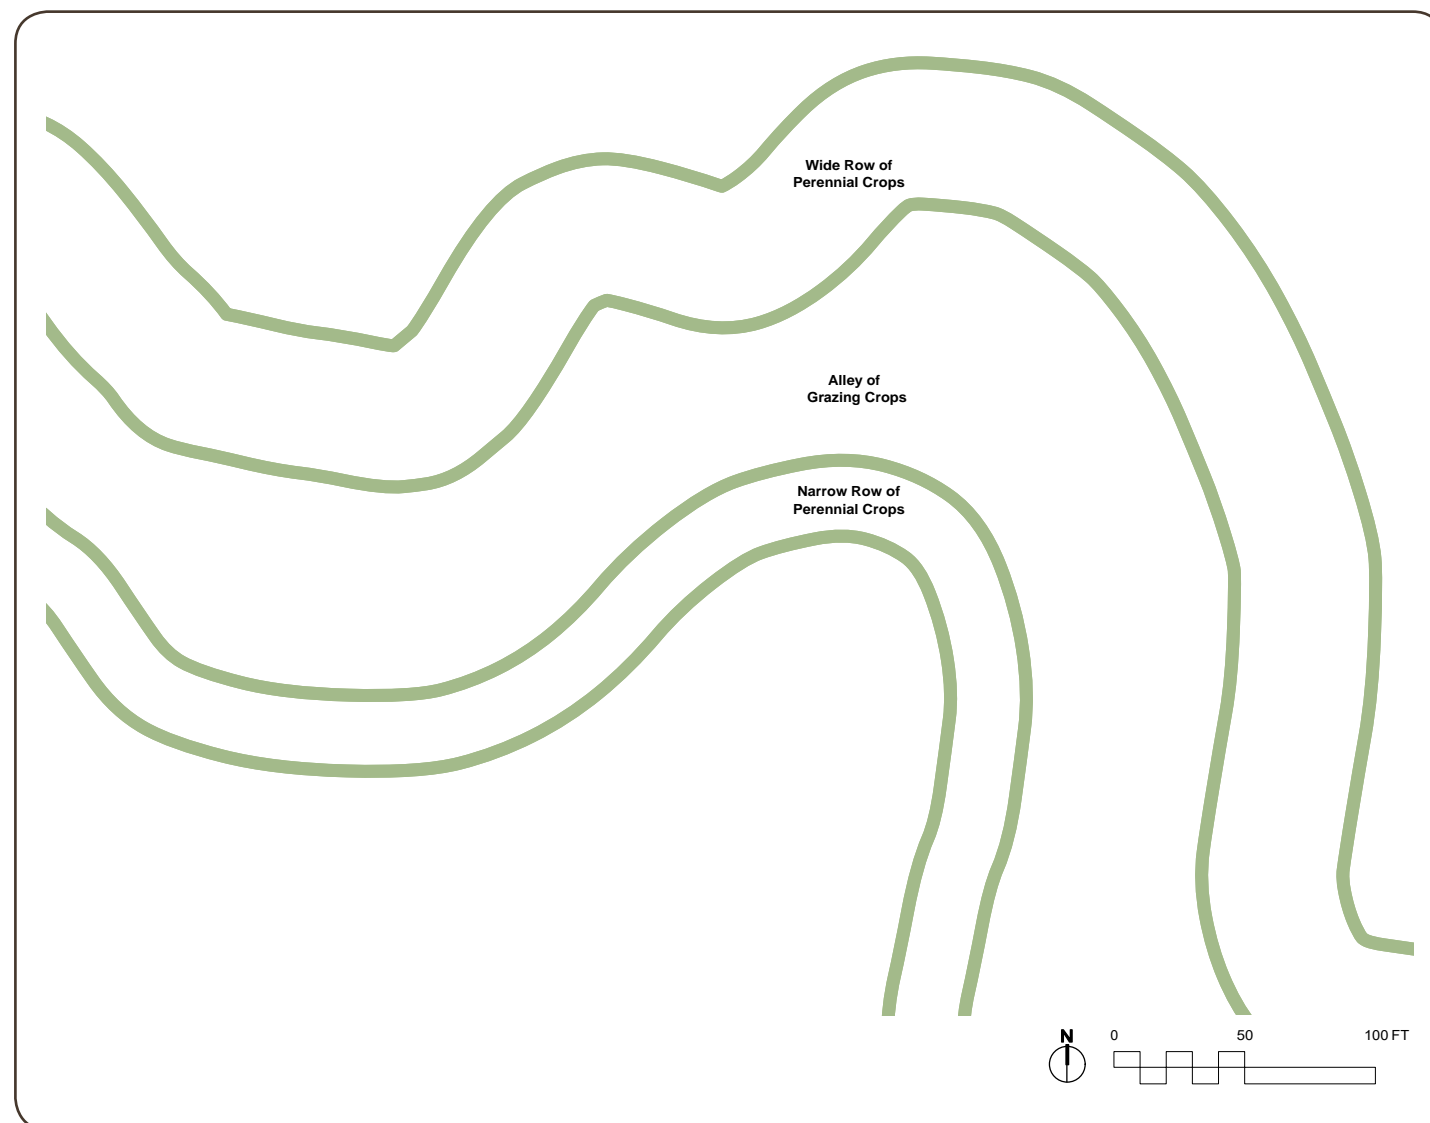 Wide Row of
Perennial Crops
Alley of
Grazing Crops
Narrow Row of
Perennial Crops
N
0 50 100 FT